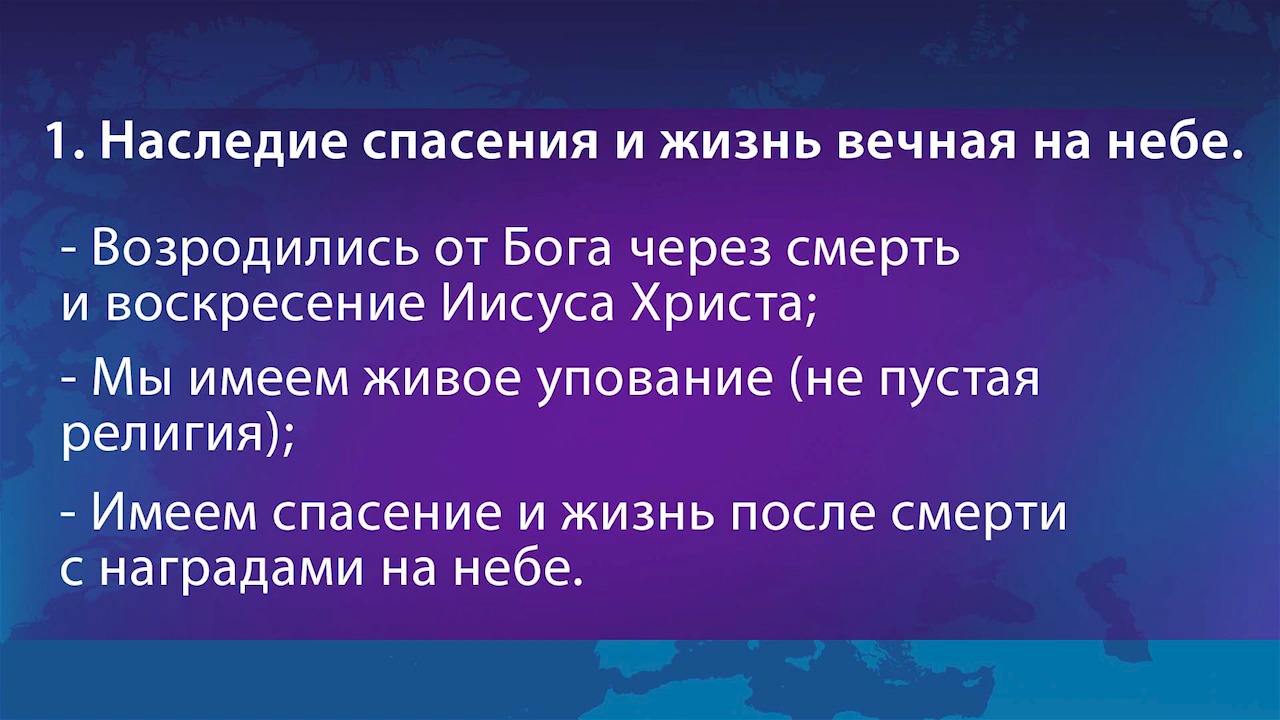 1. Наследие спасения и жизнь вечная на небе.
- Возродились от Бога через смерть
и воскресение Иисуса Христа;
- Мы имеем живое упование (не пустая
религия);
- Имеем спасение и жизнь после смерти
с наградами на небе.